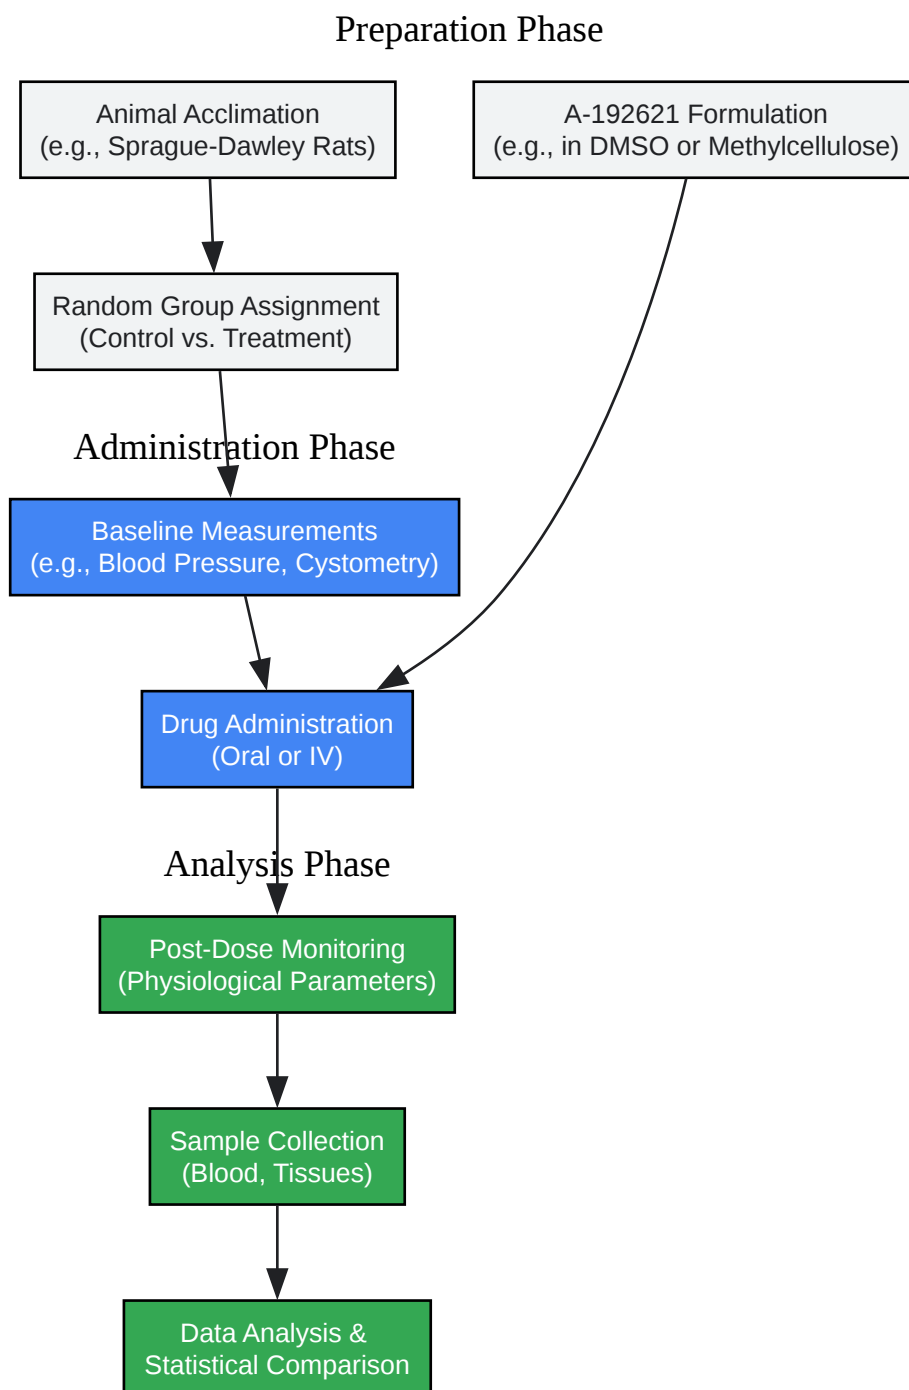 Preparation Phase
Animal Acclimation
(e.g., Sprague-Dawley Rats)
A-192621 Formulation
(e.g., in DMSO or Methylcellulose)
Random Group Assignment
(Control vs. Treatment)
Administration Phase
Baseline Measurements
(e.g., Blood Pressure, Cystometry)
Drug Administration
(Oral or IV)
Analysis Phase
Post-Dose Monitoring
(Physiological Parameters)
Sample Collection
(Blood, Tissues)
Data Analysis &
Statistical Comparison